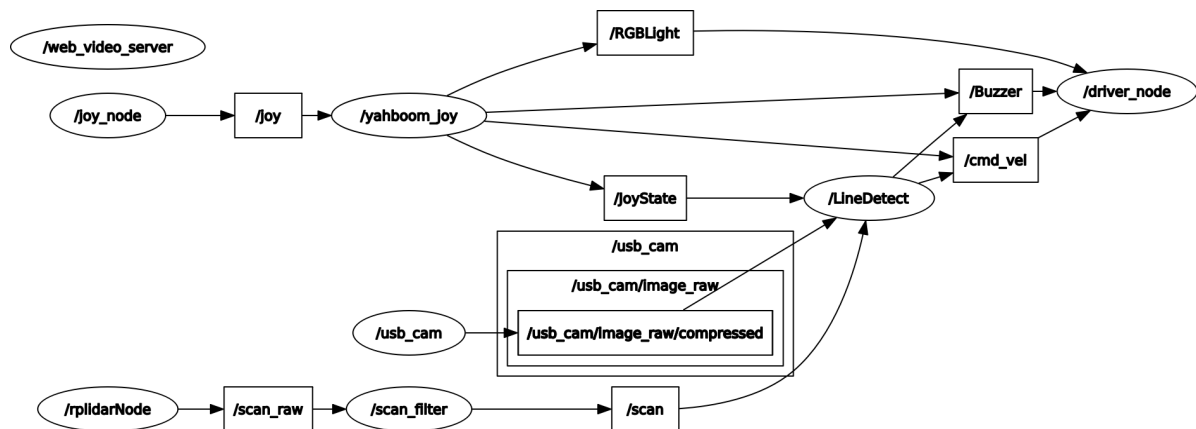 /web_video_server
/joy_node
/joy
/yahboom_joy
/RGBLight
/Buzzer
/driver_node
/cmd_vel
/JoyState
/LineDetect
/usb_cam
/usb_cam/image_raw
/usb_cam
/usb_cam/image_raw/compressed
/rplidarNode
/scan_raw
/scan_filter
/scan